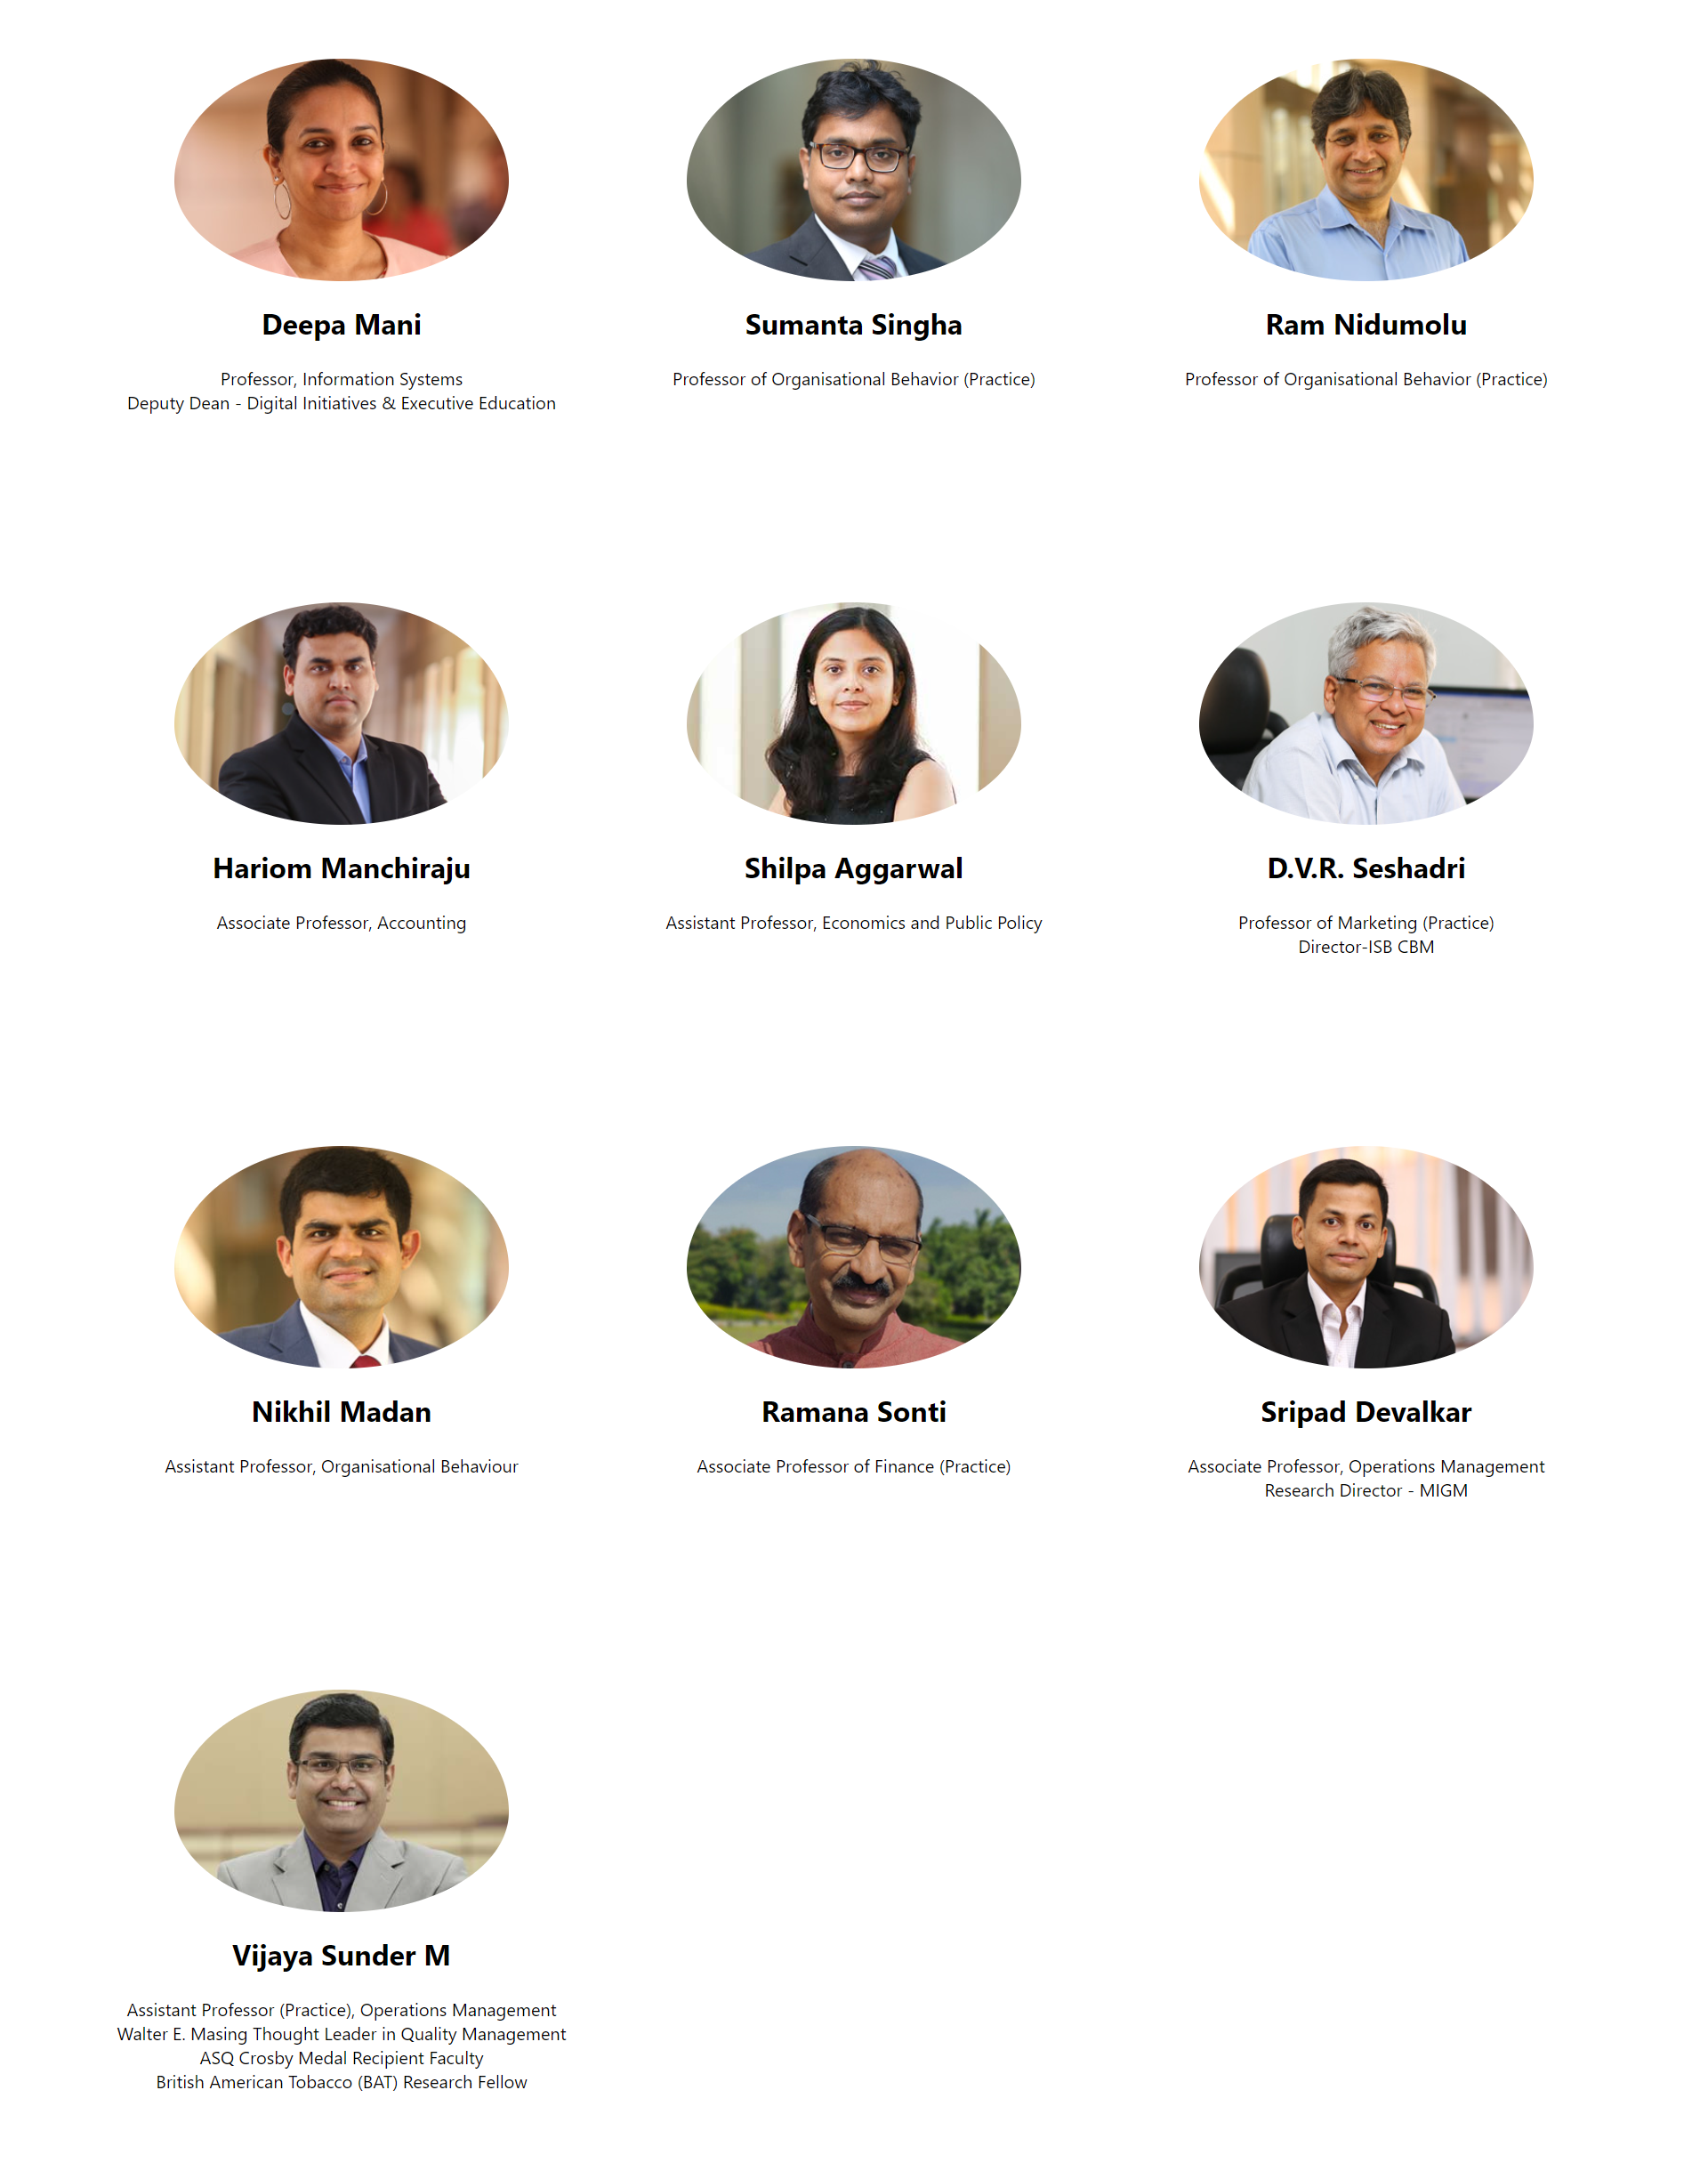 Deepa Mani
Professor, Information Systems
Deputy Dean - Digital Initiatives & Executive Education
Sumanta Singha
Professor of Organisational Behavior (Practice)
Ram Nidumolu
Professor of Organisational Behavior (Practice)
Hariom Manchiraju
Associate Professor, Accounting
Shilpa Aggarwal
Assistant Professor, Economics and Public Policy
D.V.R. Seshadri
Professor of Marketing (Practice)
Director-ISB CBM
Nikhil Madan
Assistant Professor, Organisational Behaviour
Ramana Sonti
Associate Professor of Finance (Practice)
Sripad Devalkar
Associate Professor, Operations Management
Research Director - MIGM
Vijaya Sunder M
Assistant Professor (Practice), Operations Management
Walter E. Masing Thought Leader in Quality Management
ASQ Crosby Medal Recipient Faculty
British American Tobacco (BAT) Research Fellow